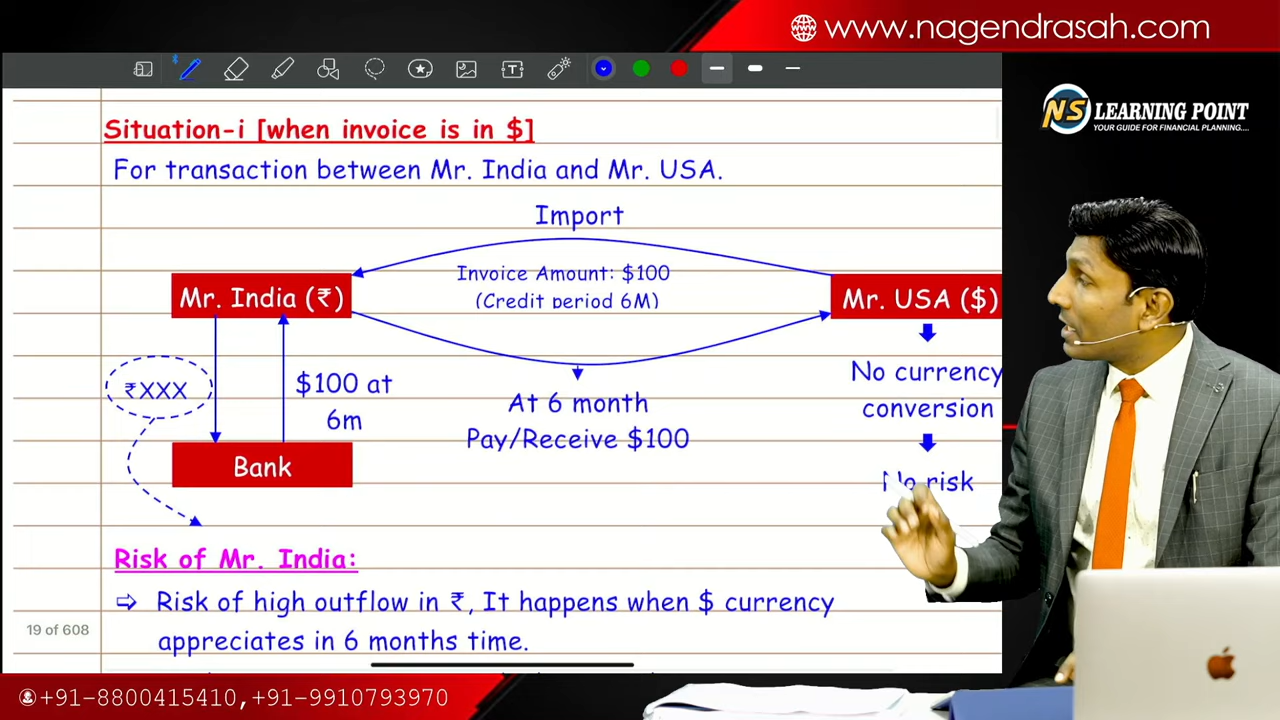 www.nagendrasah.com
NS LEARNING POINT
YOUR GUIDE FOR FINANCIAL PLANNING....
Situation-i [when invoice is in $]
For transaction between Mr. India and Mr. USA.
Import
Invoice Amount: $100
(Credit period 6M)
Mr. India (₹)
Mr. USA ($)
₹XXX
$100 at
6m
At 6 month
Pay/Receive $100
No currency
conversion
Bank
No risk
Risk of Mr. India:
⇨ Risk of high outflow in ₹, It happens when $ currency
appreciates in 6 months time.
19 of 608
+91-8800415410,+91-9910793970